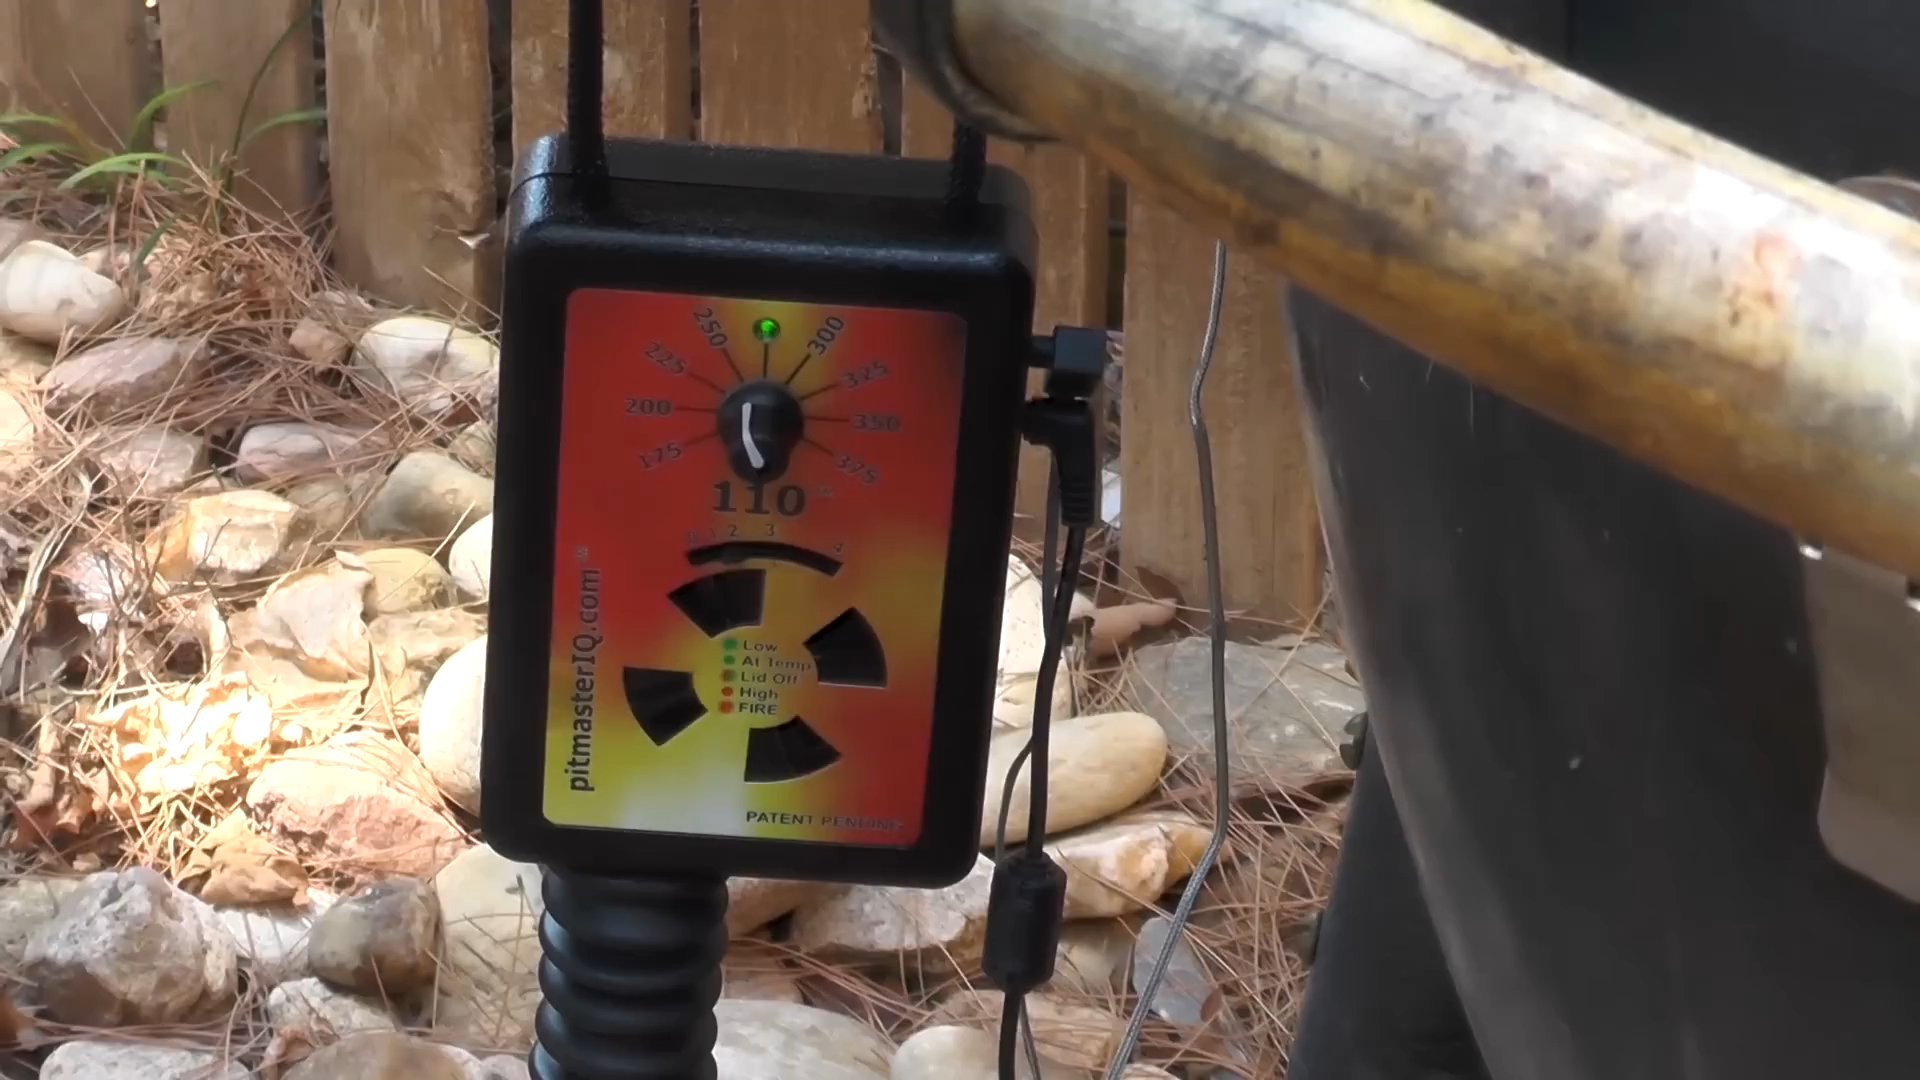 250
300
225
325
200
350
175
375
110
2
3
4
pitmasterIQ.com
Low
At Temp
Lid Off
High
FIRE
PATENT PENDING